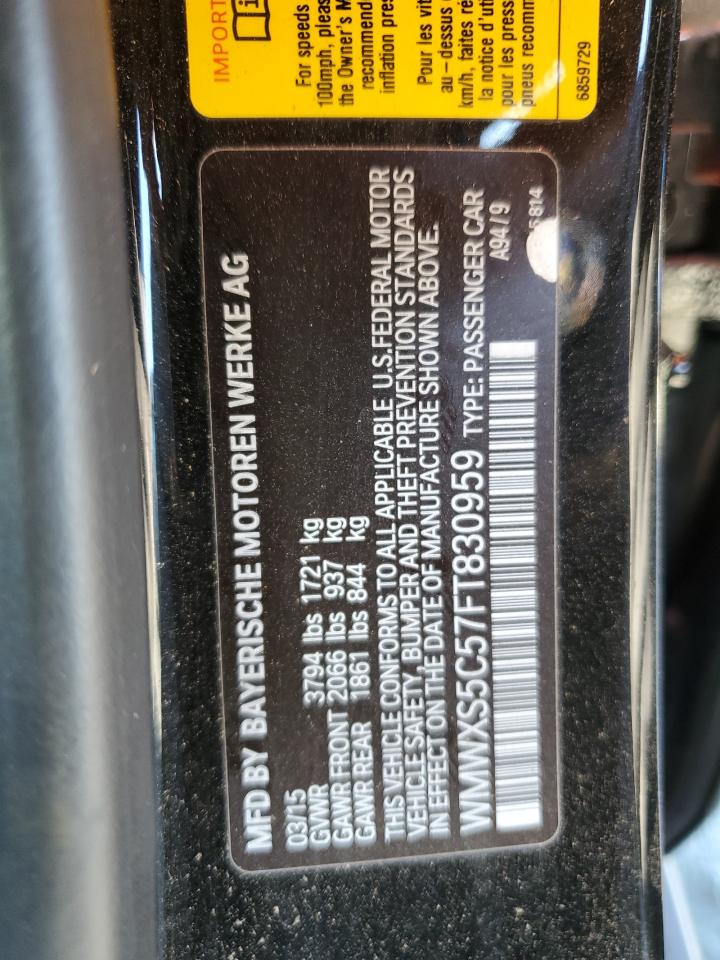 IMPORT
For speeds
100mph, pleas
the Owner's M
recommend
inflation pres
Pour les vit
au-dessus
km/h, faites ré
la notice d'uti
pour les press
pneus recomm
6859729
MFD BY BAYERISCHE MOTOREN WERKE AG
03/15
GVWR 3794 lbs 1721 kg
GAWR FRONT 2066 lbs 937 kg
GAWR REAR 1861 lbs 844 kg
THIS VEHICLE CONFORMS TO ALL APPLICABLE U.S.FEDERAL MOTOR
VEHICLE SAFETY, BUMPER AND THEFT PREVENTION STANDARDS
IN EFFECT ON THE DATE OF MANUFACTURE SHOWN ABOVE.
WMWXS5C57FT830959 TYPE: PASSENGER CAR
A94/9
5814